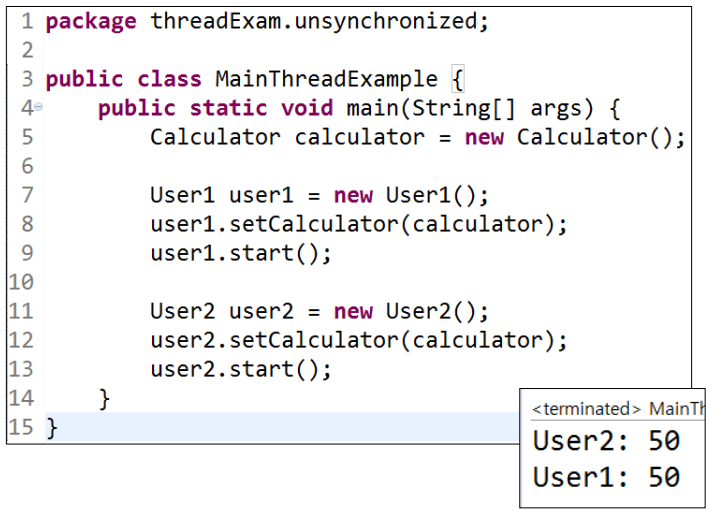 1 package threadExam.unsynchronized;
2
3 public class MainThreadExample {
4 public static void main(String[] args) {
5 Calculator calculator = new Calculator();
6
7 User1 user1 = new User1();
8 user1.setCalculator(calculator);
9 user1.start();
10
11 User2 user2 = new User2();
12 user2.setCalculator(calculator);
13 user2.start();
14 }
15 }
<terminated> MainTh
User2: 50
User1: 50